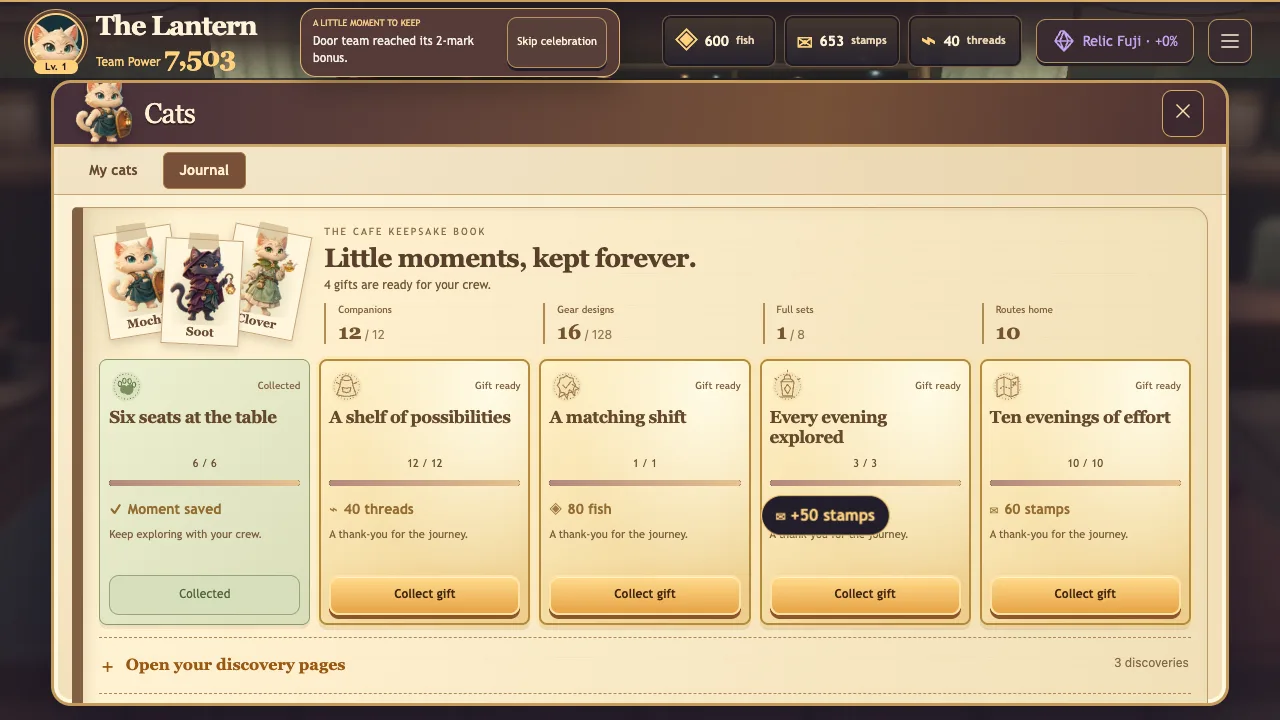 The Lantern
Lv. 1
Team Power 7,503
A LITTLE MOMENT TO KEEP
Door team reached its 2-mark
bonus.
Skip celebration
600 fish
653 stamps
40 threads
Relic Fuji · +0%
Cats
My cats
Journal
Moch
Soot
Clover
THE CAFE KEEPSAKE BOOK
Little moments, kept forever.
4 gifts are ready for your crew.
Companions
12 / 12
Gear designs
16 / 128
Full sets
1 / 8
Routes home
10
Collected
Six seats at the table
6 / 6
Moment saved
Keep exploring with your crew.
Collected
Gift ready
A shelf of possibilities
12 / 12
40 threads
A thank-you for the journey.
Collect gift
Gift ready
A matching shift
1 / 1
80 fish
A thank-you for the journey.
Collect gift
Gift ready
Every evening
explored
3 / 3
+50 stamps
A thank-you for the journey.
Collect gift
Gift ready
Ten evenings of effort
10 / 10
60 stamps
A thank-you for the journey.
Collect gift
+ Open your discovery pages
3 discoveries